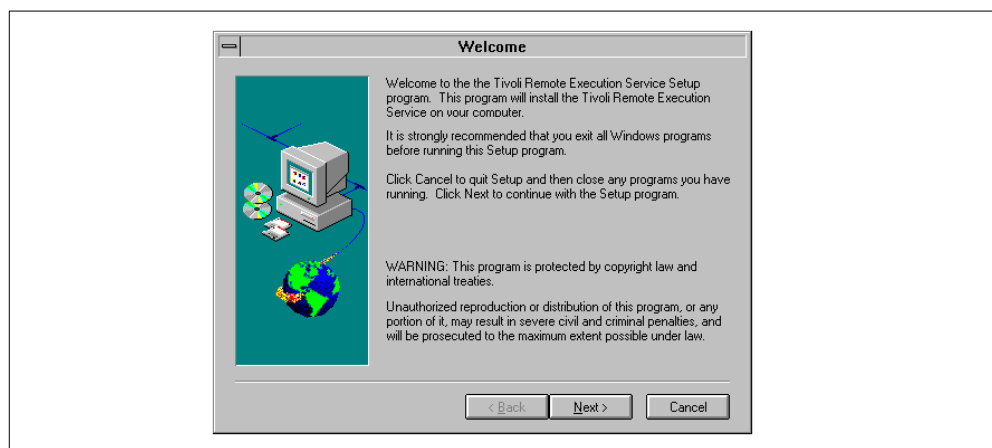 Welcome
Welcome to the the Tivoli Remote Execution Service Setup
program. This program will install the Tivoli Remote Execution
Service on your computer.
It is strongly recommended that you exit all Windows programs
before running this Setup program.
Click Cancel to quit Setup and then close any programs you have
running. Click Next to continue with the Setup program.
WARNING: This program is protected by copyright law and
international treaties.
Unauthorized reproduction or distribution of this program, or any
portion of it, may result in severe civil and criminal penalties, and
will be prosecuted to the maximum extent possible under law.
< Back Next > Cancel